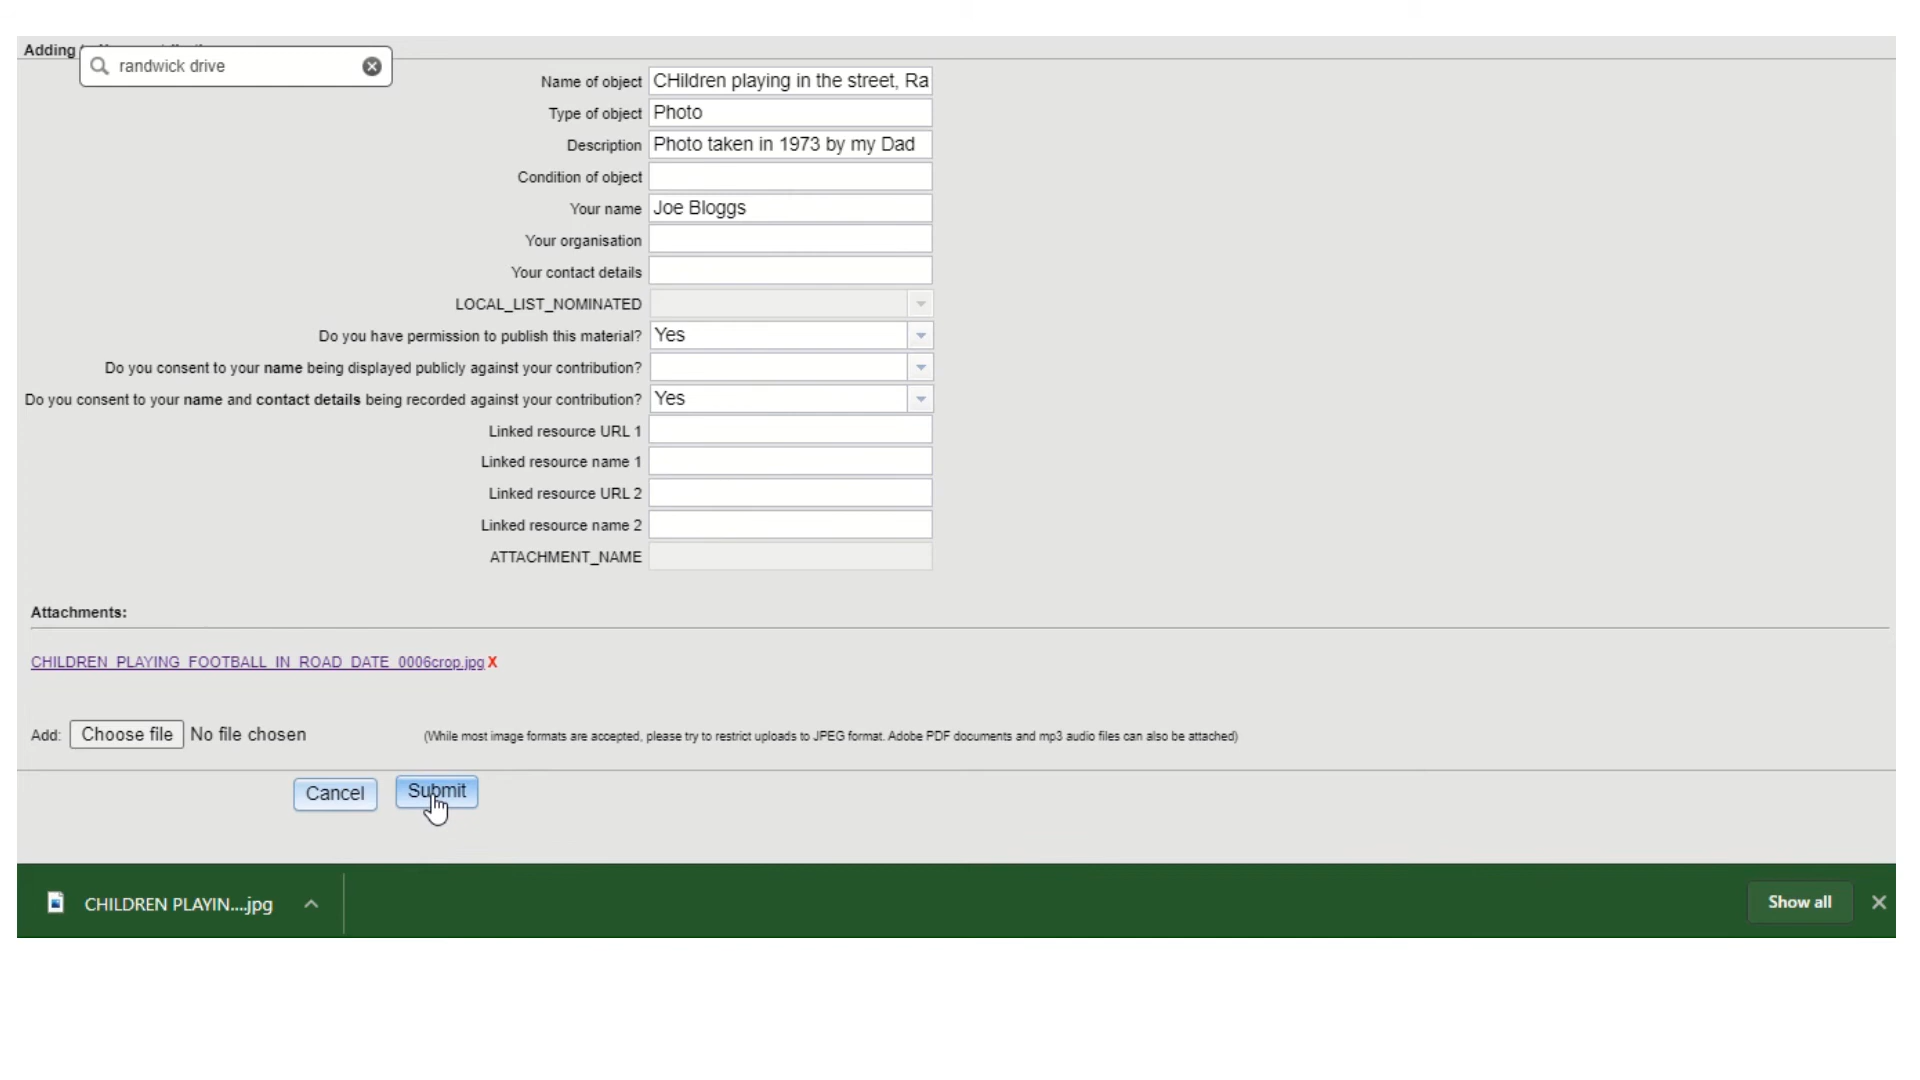 Adding
randwick drive
Name of object CHildren playing in the street, Ra
Type of object Photo
Description Photo taken in 1973 by my Dad
Condition of object
Your name Joe Bloggs
Your organisation
Your contact details
LOCAL_LIST_NOMINATED
Do you have permission to publish this material? Yes
Do you consent to your name being displayed publicly against your contribution?
Do you consent to your name and contact details being recorded against your contribution? Yes
Linked resource URL 1
Linked resource name 1
Linked resource URL 2
Linked resource name 2
ATTACHMENT_NAME
Attachments:
CHILDREN_PLAYING_FOOTBALL_IN_ROAD_DATE_0006crop.jpg X
Add: Choose file No file chosen (While most image formats are accepted, please try to restrict uploads to JPEG format. Adobe PDF documents and mp3 audio files can also be attached)
Cancel Submit
CHILDREN PLAYIN....jpg Show all